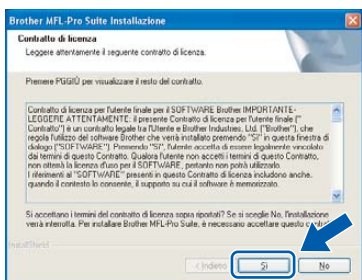 Brother MFL-Pro Suite Installazione
Contratto di licenza
Leggere attentamente il seguente contratto di licenza.
Premere PGGIÙ per visualizzare il resto del contratto.
Contratto di licenza per l'utente finale per il SOFTWARE Brother IMPORTANTE -
LEGGERE ATTENTAMENTE: il presente Contratto di licenza per l'utente finale ("
Contratto") è un contratto legale tra l'Utente e Brother Industries, Ltd. ("Brother"), che
regola l'utilizzo del software Brother che verrà installato premendo "Sì" in questa finestra di
dialogo ("SOFTWARE"). Premendo "Sì", l'utente accetta di essere legalmente vincolato
dai termini di questo Contratto. Qualora l'utente non accetti i termini di questo Contratto,
non otterrà la licenza d'uso per il SOFTWARE, pertanto non potrà utilizzarlo.
I riferimenti al "SOFTWARE" presenti in questo Contratto di licenza includono anche,
quando il contesto lo consente, il supporto su cui il software è memorizzato.
Si accettano i termini del contratto di licenza sopra riportati? Se si sceglie No, l'installazione
verrà interrotta. Per installare Brother MFL-Pro Suite, è necessario accettare questo
InstallShield
< Indietro
Sì
No